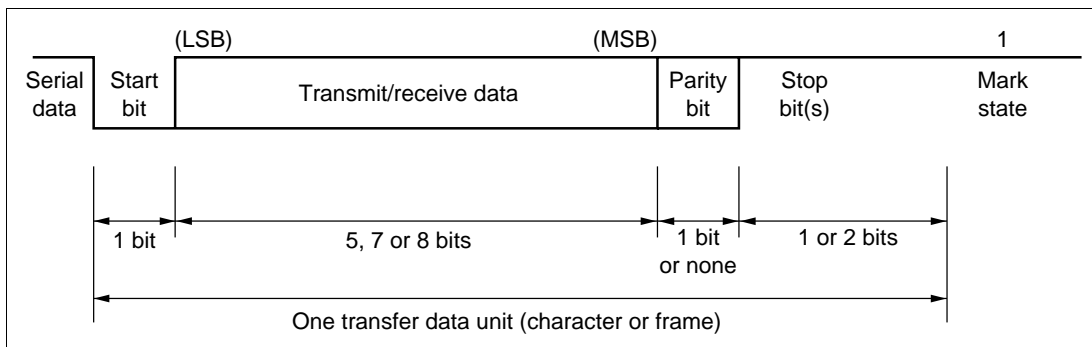 (LSB)
(MSB)
1
Serial
data
Start
bit
Transmit/receive data
Parity
bit
Stop
bit(s)
Mark
state
1 bit
5, 7 or 8 bits
1 bit
or none
1 or 2 bits
One transfer data unit (character or frame)